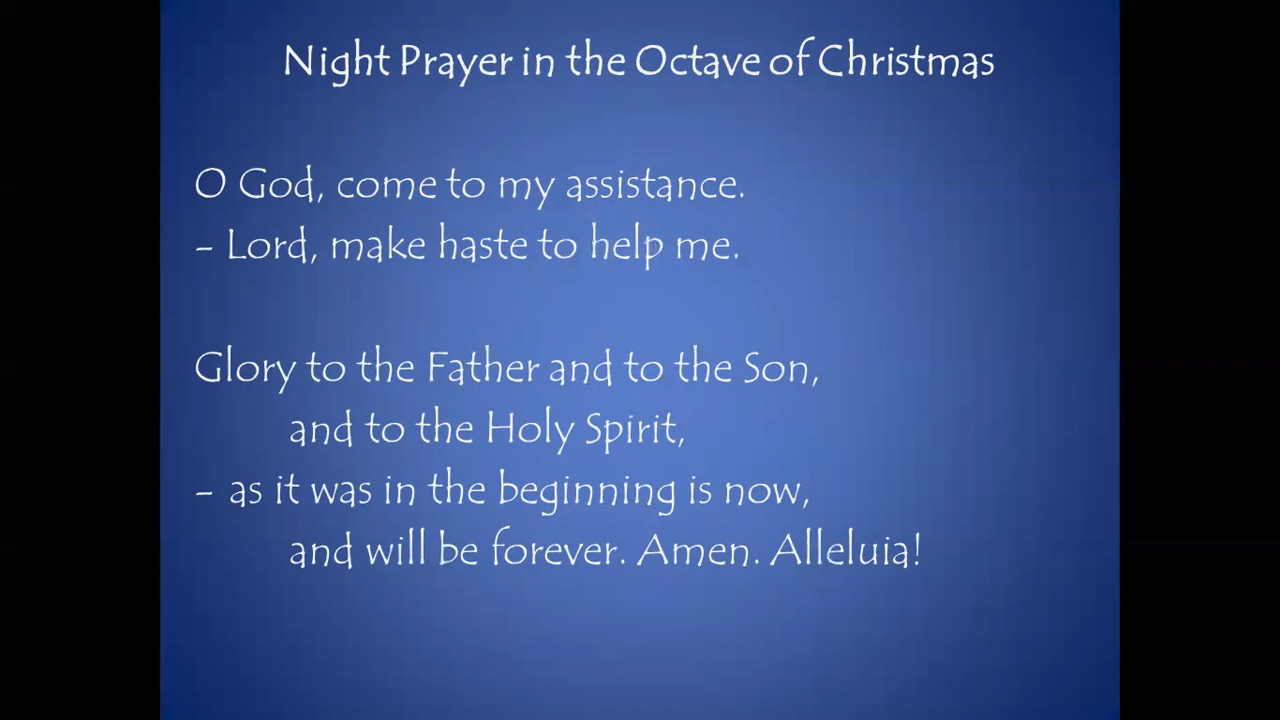 Night Prayer in the Octave of Christmas
O God, come to my assistance.
- Lord, make haste to help me.
Glory to the Father and to the Son,
and to the Holy Spirit,
- as it was in the beginning is now,
and will be forever. Amen. Alleluia!